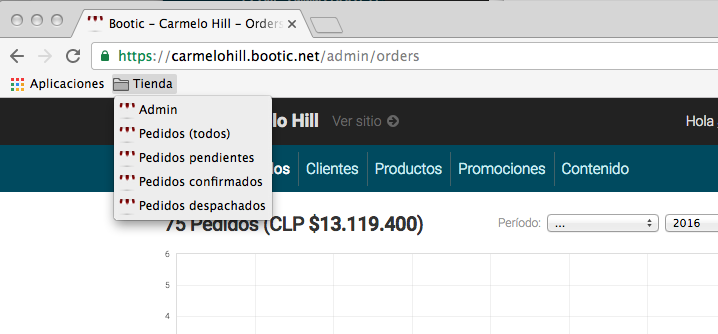 Bootic – Carmelo Hill – Orders
https://carmelohill.bootic.net/admin/orders
Aplicaciones Tienda
Admin
Pedidos (todos)
Pedidos pendientes
Pedidos confirmados
Pedidos despachados
lo Hill Ver sitio Hola
dos Clientes Productos Promociones Contenido
75 Pedidos (CLP $13.119.400) Período: ... 2016
6
5
4